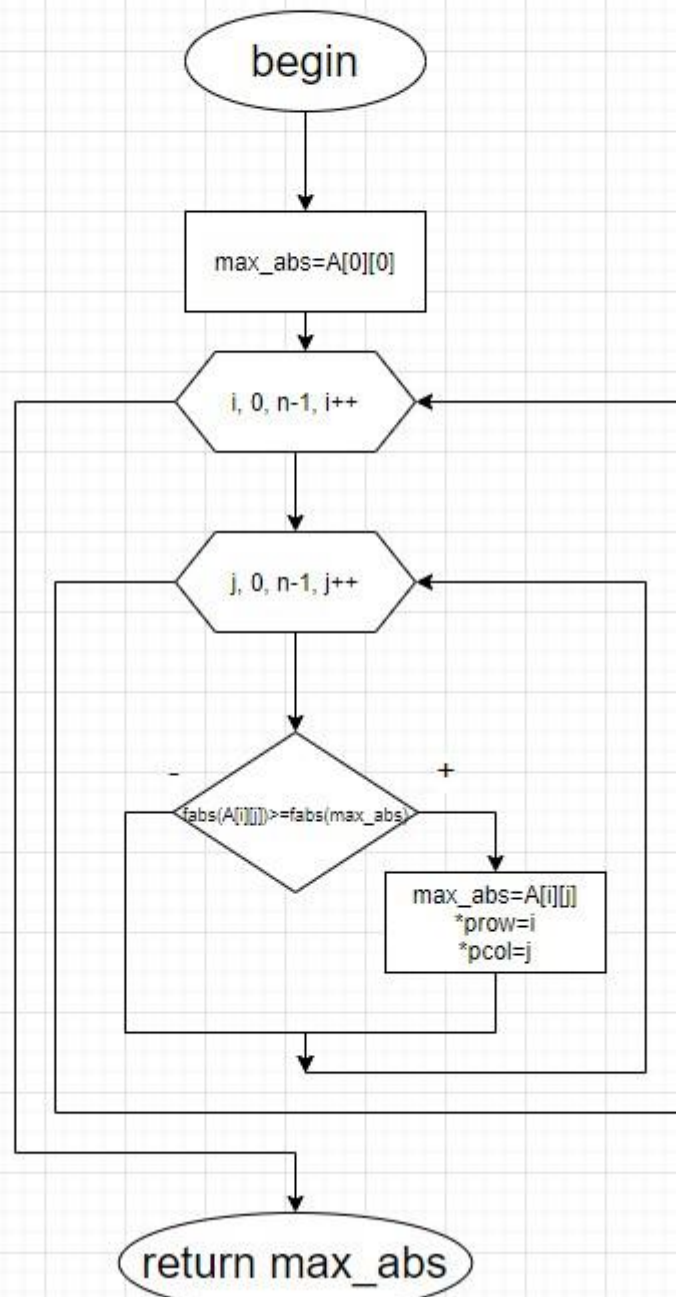 begin
max_abs=A[0][0]
i, 0, n-1, i++
j, 0, n-1, j++
-
+
fabs(A[i][j])>=fabs(max_abs)
max_abs=A[i][j]
*prow=i
*pcol=j
return max_abs